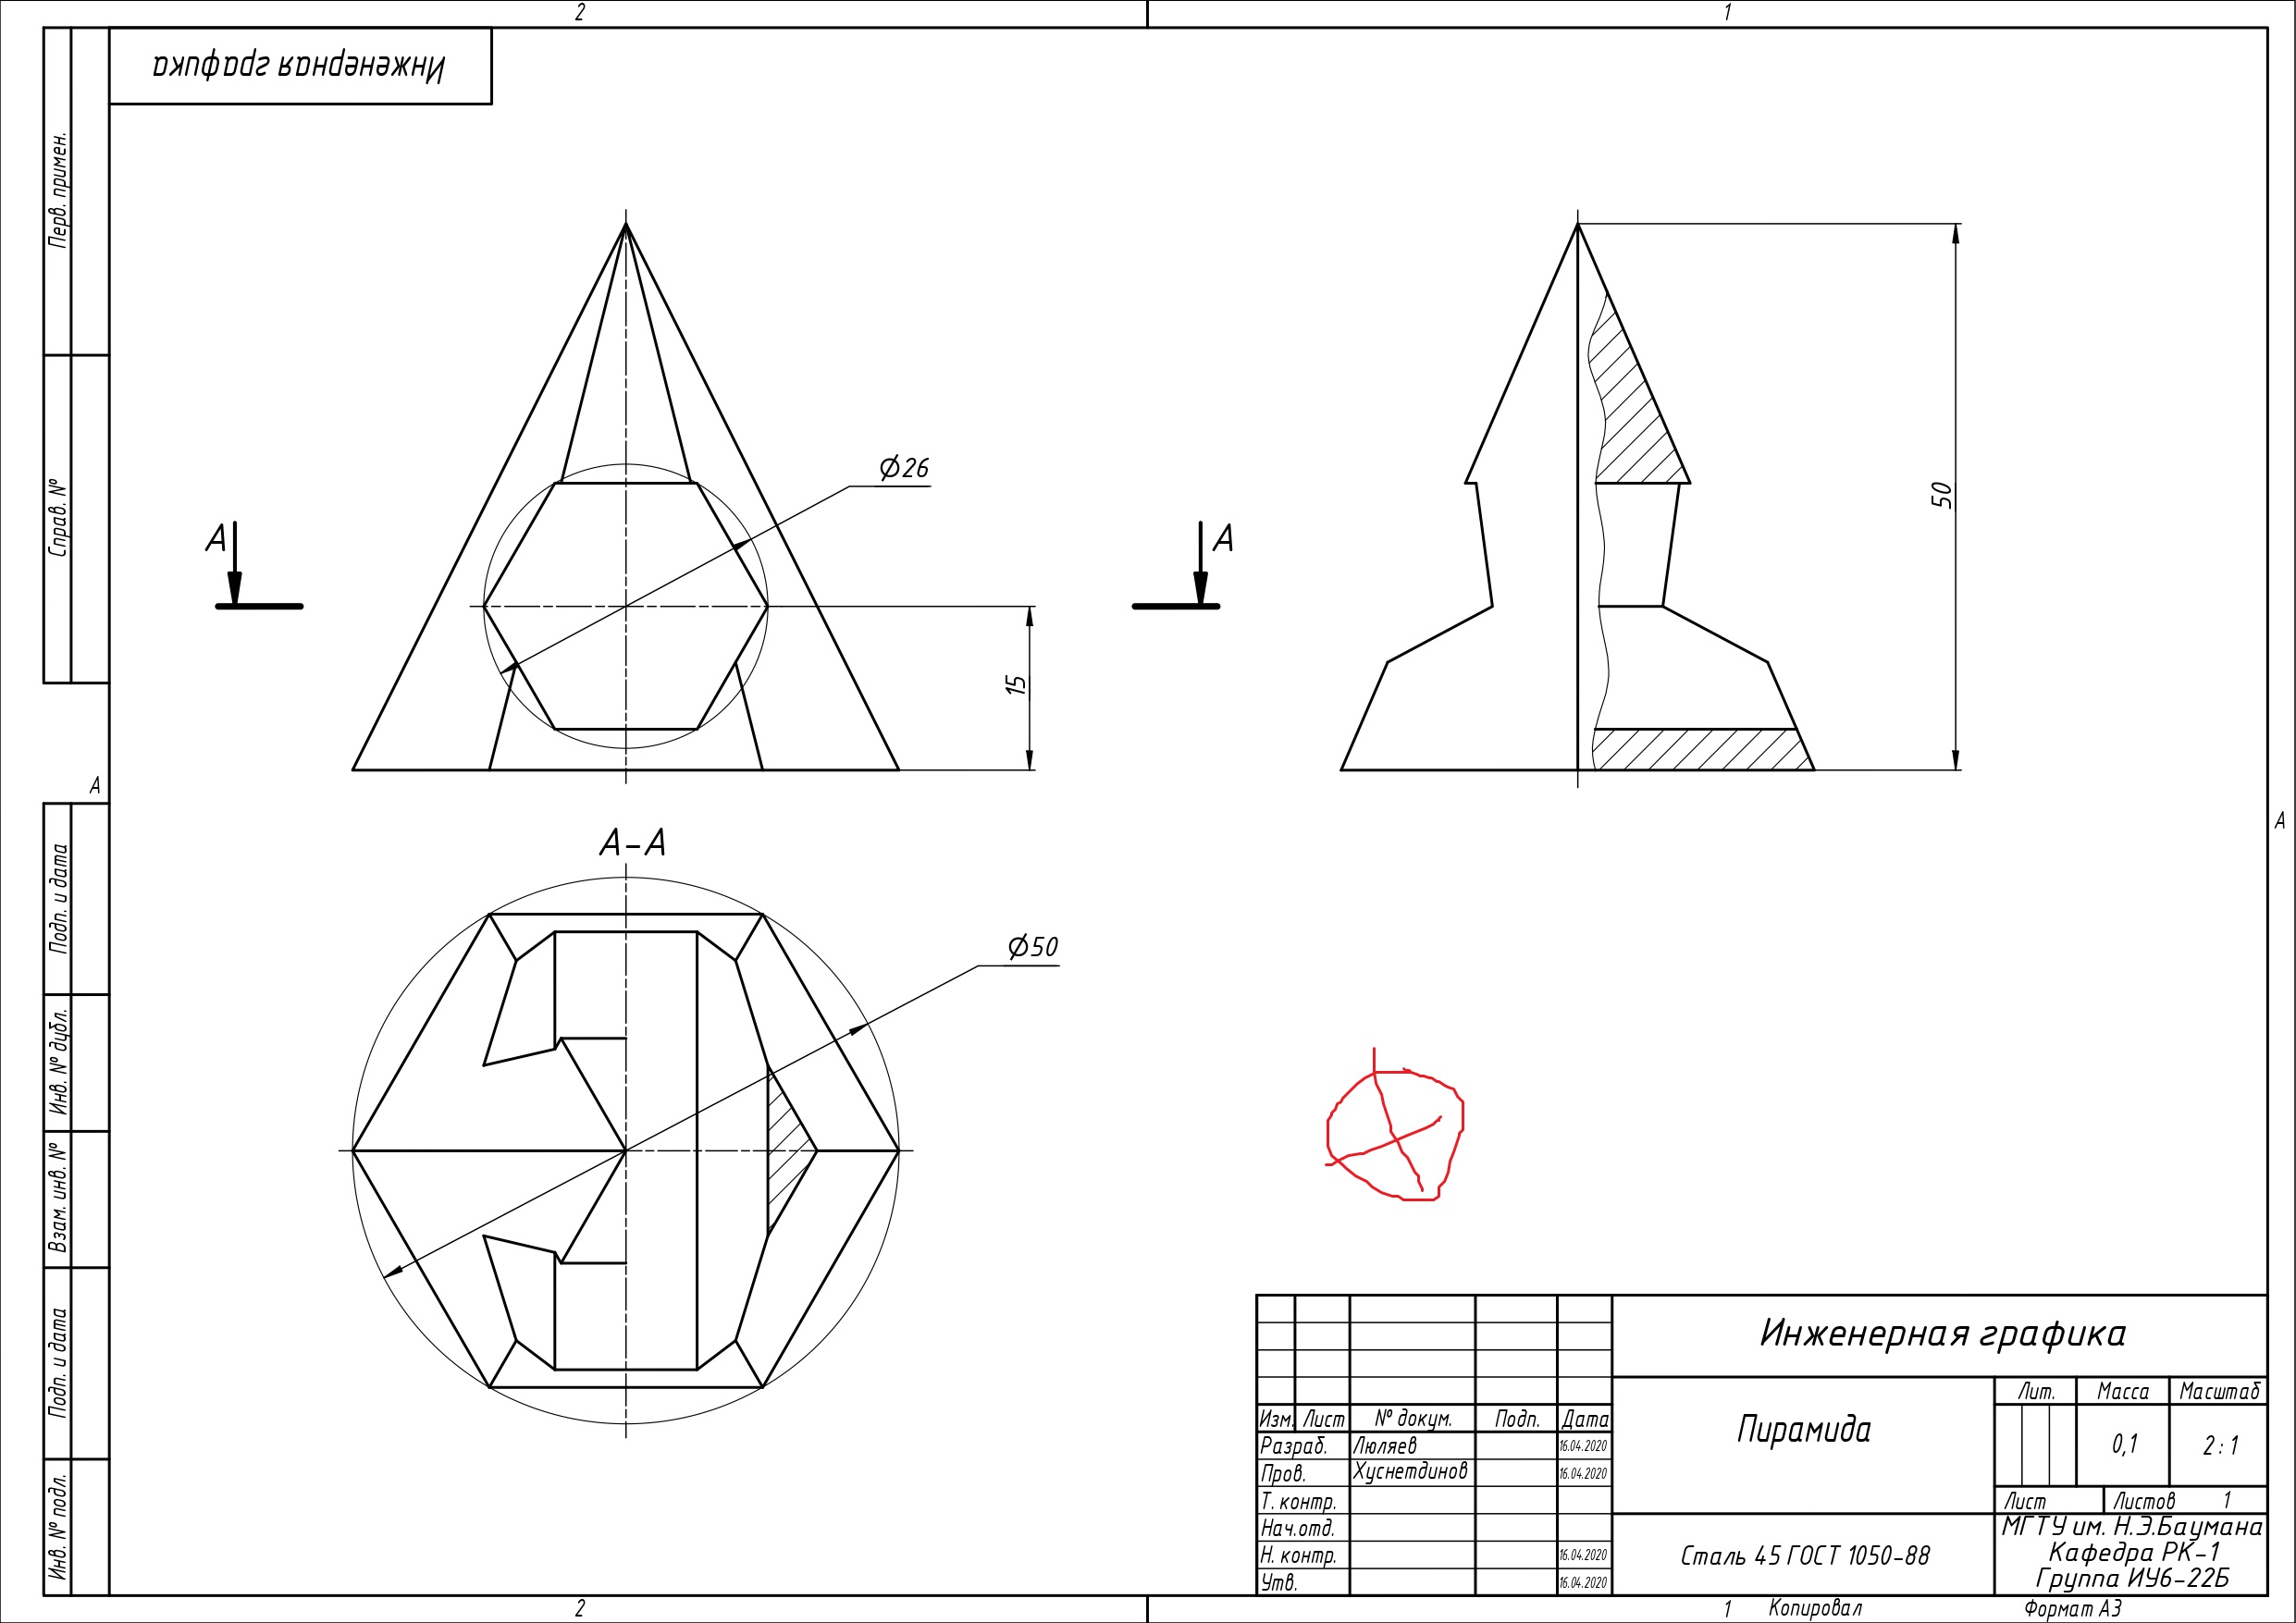 2
1
Инженерная графика
Перв. примен.
Справ. №
Подп. и дата
Инв. № дубл.
Взам. инв. №
Подп. и дата
Инв. № подл.
A
A
⌀26
A
A
15
50
A-A
⌀50
A
Инженерная графика
Пирамида
Лит.
Масса
Масштаб
0,1
2 : 1
Изм.
Лист
№ докум.
Подп.
Дата
Разраб.
Люляев
16.04.2020
Пров.
Хуснетдинов
16.04.2020
Т. контр.
Лист
Листов 1
Нач.отд.
Н. контр.
16.04.2020
Утв.
16.04.2020
Сталь 45 ГОСТ 1050-88
МГТУ им. Н.Э.Баумана
Кафедра РК-1
Группа ИУ6-22Б
2
1
Копировал
Формат А3